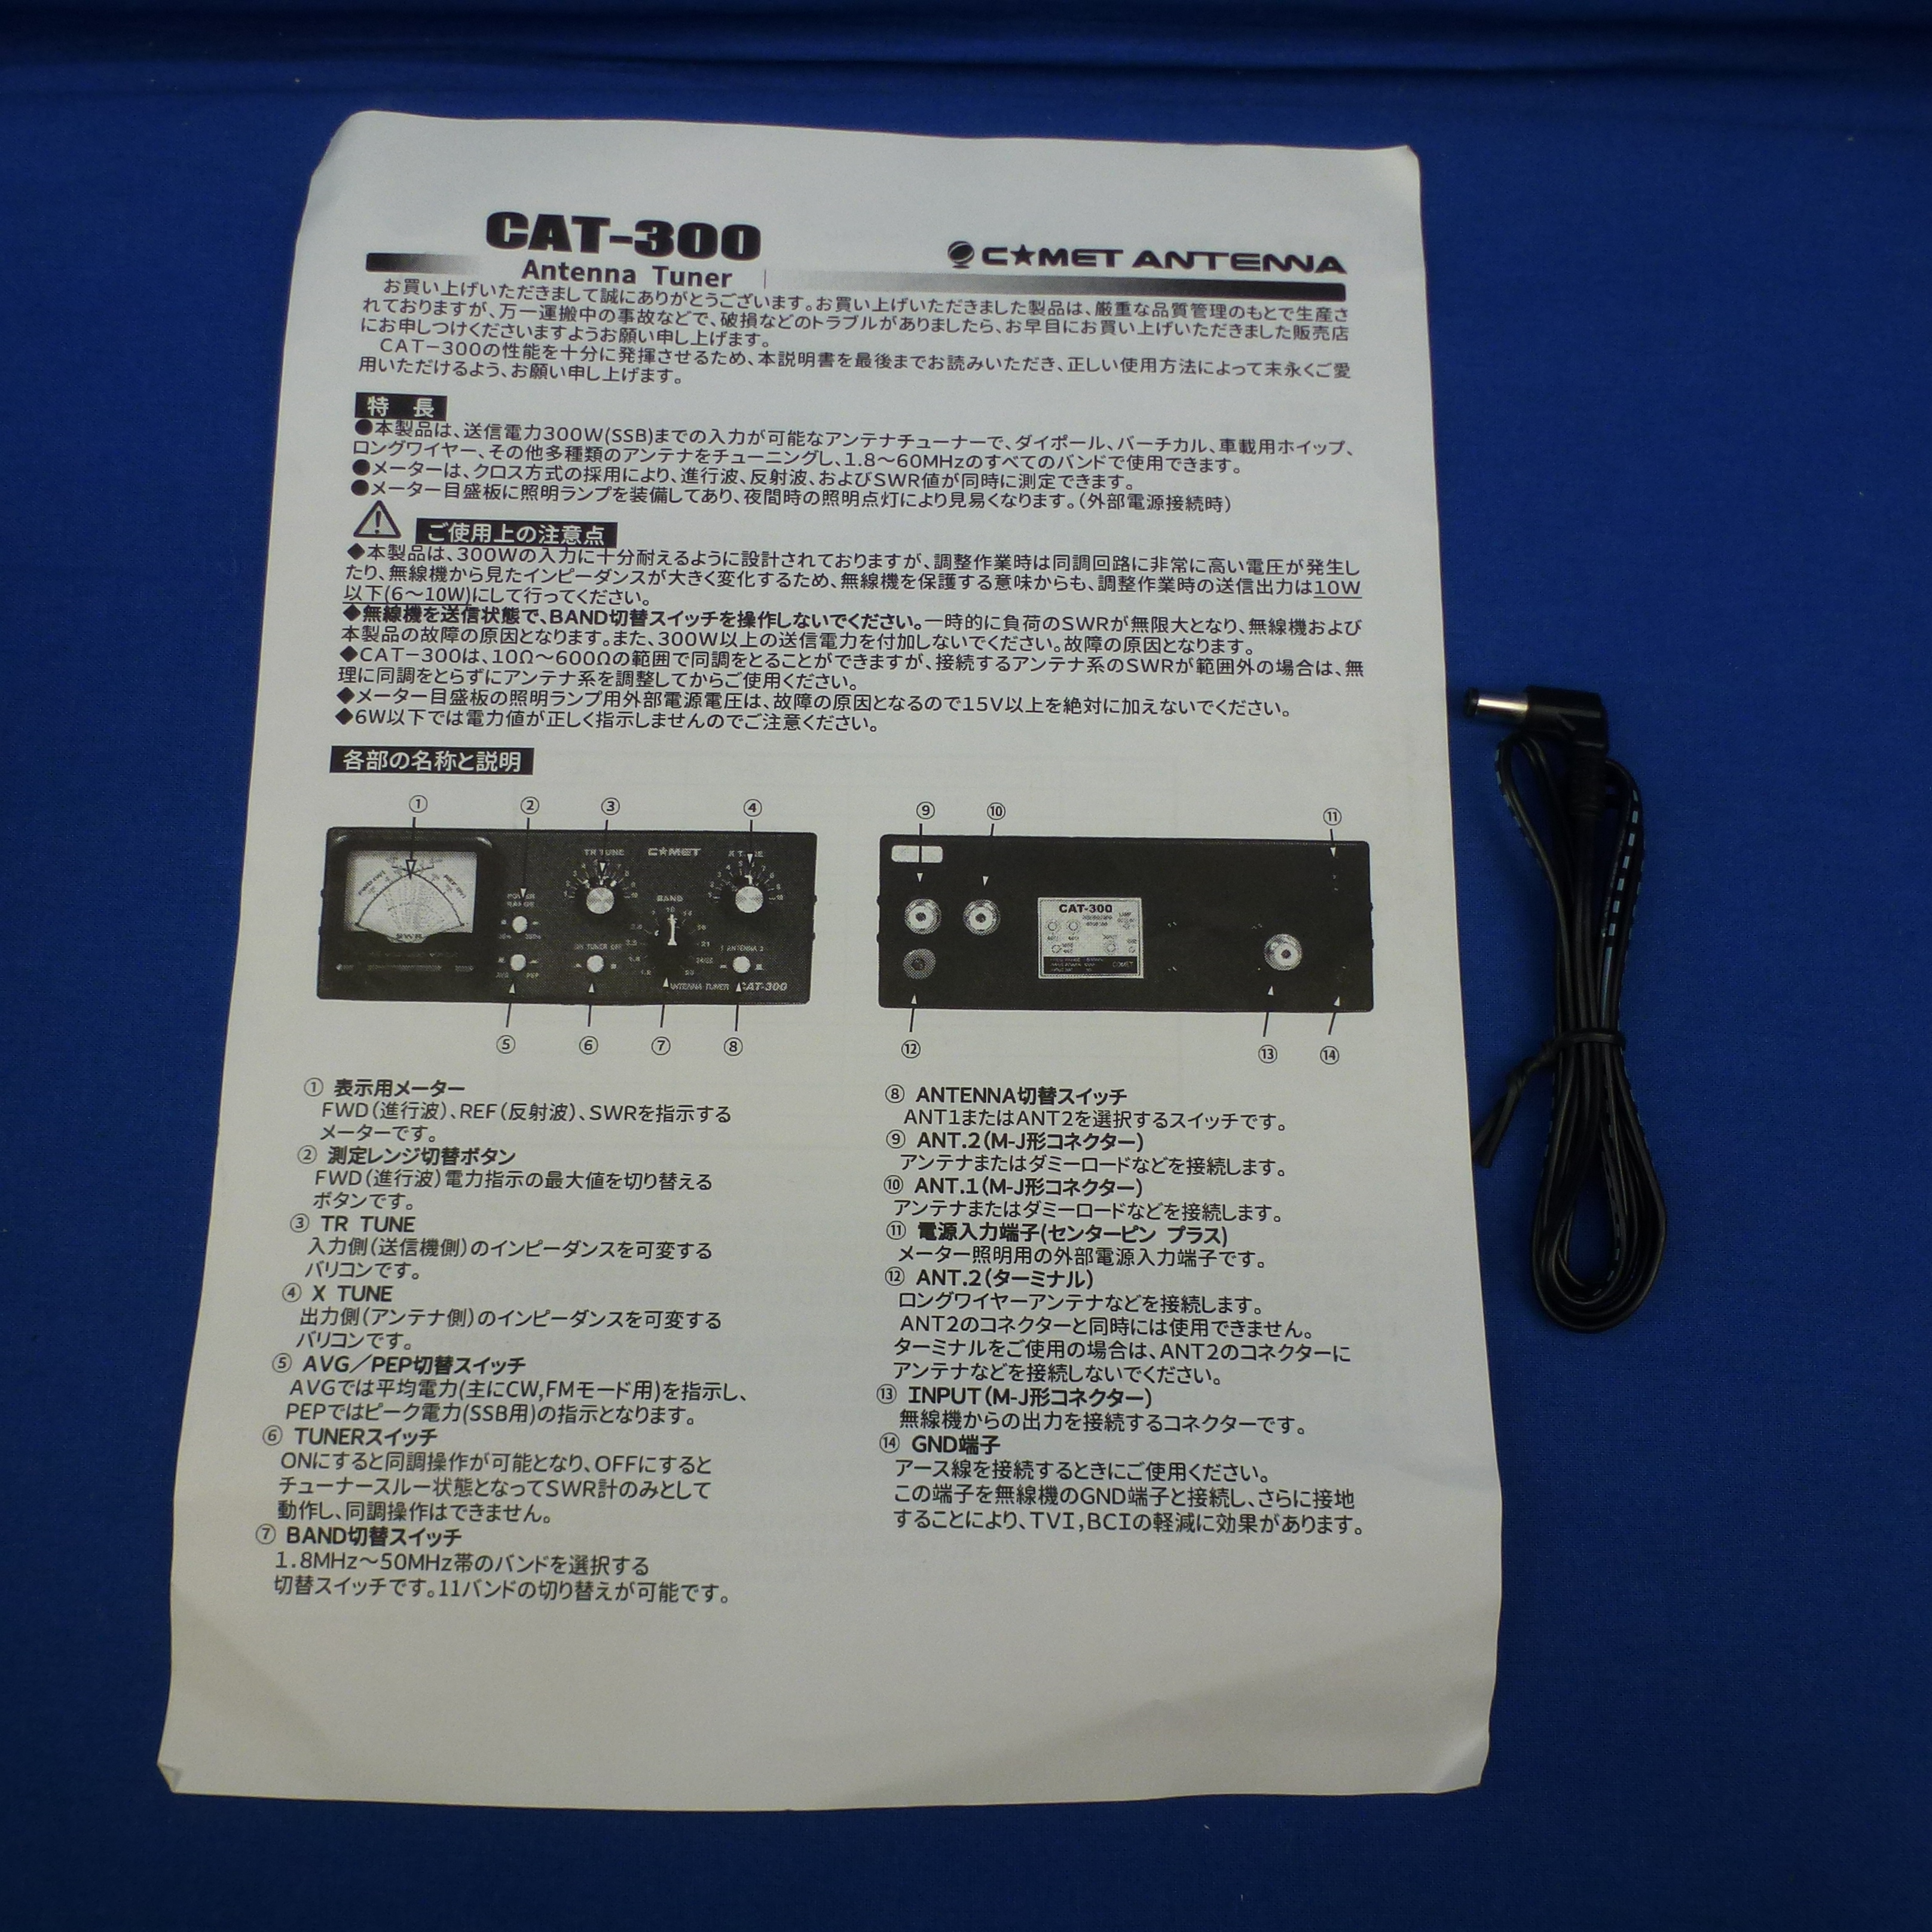 CAT-300
Antenna Tuner
C★MET ANTENNA
お買い上げいただきまして誠にありがとうございます。お買い上げいただきました製品は、厳重な品質管理のもとで生産さ
れておりますが、万一運搬中の事故などで、破損などのトラブルがありましたら、お早目にお買い上げいただきました販売店
にお申しつけくださいますようお願い申し上げます。
CAT-300の性能を十分に発揮させるため、本説明書を最後までお読みいただき、正しい使用方法によって末永くご愛
用いただけるよう、お願い申し上げます。
特 長
●本製品は、送信電力300W(SSB)までの入力が可能なアンテナチューナーで、ダイポール、バーチカル、車載用ホイップ、
ロングワイヤー、その他多種類のアンテナをチューニングし、1.8～60MHzのすべてのバンドで使用できます。
●メーターは、クロス方式の採用により、進行波、反射波、およびSWR値が同時に測定できます。
●メーター目盛板に照明ランプを装備してあり、夜間時の照明点灯により見易くなります。(外部電源接続時)
ご使用上の注意点
◆本製品は、300Wの入力に十分耐えるように設計されておりますが、調整作業時は同調回路に非常に高い電圧が発生し
たり、無線機から見たインピーダンスが大きく変化するため、無線機を保護する意味からも、調整作業時の送信出力は10W
以下(6～10W)にして行ってください。
◆無線機を送信状態で、BAND切替スイッチを操作しないでください。一時的に負荷のSWRが無限大となり、無線機および
本製品の故障の原因となります。また、300W以上の送信電力を付加しないでください。故障の原因となります。
◆CAT-300は、10Ω～600Ωの範囲で同調をとることができますが、接続するアンテナ系のSWRが範囲外の場合は、無
理に同調をとらずにアンテナ系を調整してからご使用ください。
◆メーター目盛板の照明ランプ用外部電源電圧は、故障の原因となるので15V以上を絶対に加えないでください。
◆6W以下では電力値が正しく指示しませんのでご注意ください。
各部の名称と説明
① ② ③ ④
⑨ ⑩ ⑪
TR TUNE C★MET
BAND
SWR
ON TUNER OFF
ANTENNA
AVG PEP
ANTENNA TUNER CAT-300
CAT-300
COMET
⑤ ⑥ ⑦ ⑧
⑫ ⑬ ⑭
① 表示用メーター
FWD(進行波)、REF(反射波)、SWRを指示する
メーターです。
② 測定レンジ切替ボタン
FWD(進行波)電力指示の最大値を切り替える
ボタンです。
③ TR TUNE
入力側(送信機側)のインピーダンスを可変する
バリコンです。
④ X TUNE
出力側(アンテナ側)のインピーダンスを可変する
バリコンです。
⑤ AVG／PEP切替スイッチ
AVGでは平均電力(主にCW,FMモード用)を指示し、
PEPではピーク電力(SSB用)の指示となります。
⑥ TUNERスイッチ
ONにすると同調操作が可能となり、OFFにすると
チューナースルー状態となってSWR計のみとして
動作し、同調操作はできません。
⑦ BAND切替スイッチ
1.8MHz～50MHz帯のバンドを選択する
切替スイッチです。11バンドの切り替えが可能です。
⑧ ANTENNA切替スイッチ
ANT1またはANT2を選択するスイッチです。
⑨ ANT.2(M-J形コネクター)
アンテナまたはダミーロードなどを接続します。
⑩ ANT.1(M-J形コネクター)
アンテナまたはダミーロードなどを接続します。
⑪ 電源入力端子(センターピン プラス)
メーター照明用の外部電源入力端子です。
⑫ ANT.2(ターミナル)
ロングワイヤーアンテナなどを接続します。
ANT2のコネクターと同時には使用できません。
ターミナルをご使用の場合は、ANT2のコネクターに
アンテナなどを接続しないでください。
⑬ INPUT(M-J形コネクター)
無線機からの出力を接続するコネクターです。
⑭ GND端子
アース線を接続するときにご使用ください。
この端子を無線機のGND端子と接続し、さらに接地
することにより、TVI,BCIの軽減に効果があります。